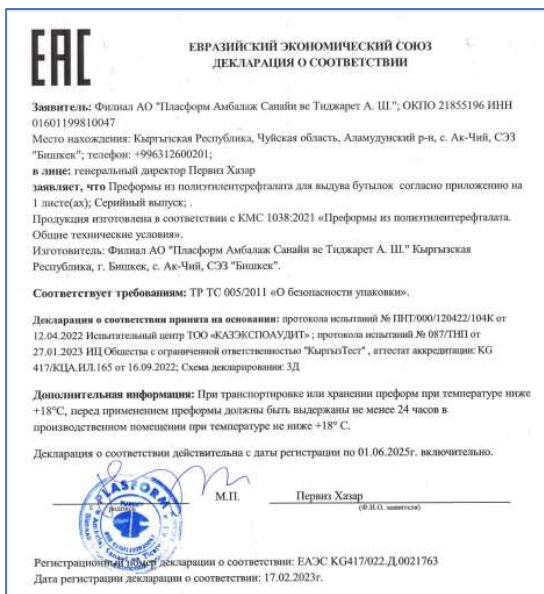 EAC
ЕВРАЗИЙСКИЙ ЭКОНОМИЧЕСКИЙ СОЮЗ
ДЕКЛАРАЦИЯ О СООТВЕТСТВИИ
Заявитель: Филиал АО "Пласформ Амбалаж Санайи ве Тиджарет А. Ш."; ОКПО 21855196 ИНН
01601199810047
Место нахождения: Кыргызская Республика, Чуйская область, Аламудунский р-н, с. Ак-Чий, СЭЗ
"Бишкек"; телефон: +996312600201;
в лице: генеральный директор Первиз Хазар
заявляет, что Преформы из полиэтилентерефталата для выдува бутылок согласно приложению на
1 листе(ах); Серийный выпуск; .
Продукция изготовлена в соответствии с КМС 1038:2021 «Преформы из полиэтилентерефталата.
Общие технические условия».
Изготовитель: Филиал АО "Пласформ Амбалаж Санайи ве Тиджарет А. Ш." Кыргызская
Республика, г. Бишкек, с. Ак-Чий, СЭЗ "Бишкек".
Соответствует требованиям: ТР ТС 005/2011 «О безопасности упаковки».
Декларация о соответствии принята на основании: протокола испытаний № ПНТ/000/120422/104К от
12.04.2022 Испытательный центр ТОО «КАЗЭКСПОАУДИТ» ; протокола испытаний № 087/ТНП от
27.01.2023 ИЦ Общества с ограниченной ответственностью "КыргызТест" , аттестат аккредитации: KG
417/КЦА.ИЛ.165 от 16.09.2022; Схема декларирования: 3Д
Дополнительная информация: При транспортировке или хранении преформ при температуре ниже
+18°С, перед применением преформы должны быть выдержаны не менее 24 часов в
производственном помещении при температуре не ниже +18° С.
Декларация о соответствии действительна с даты регистрации по 01.06.2025г. включительно.
PLASFORM
подпись
М.П.
Первиз Хазар
(Ф.И.О. заявителя)
Регистрационный номер декларации о соответствии: ЕАЭС KG417/022.Д.0021763
Дата регистрации декларации о соответствии: 17.02.2023г.